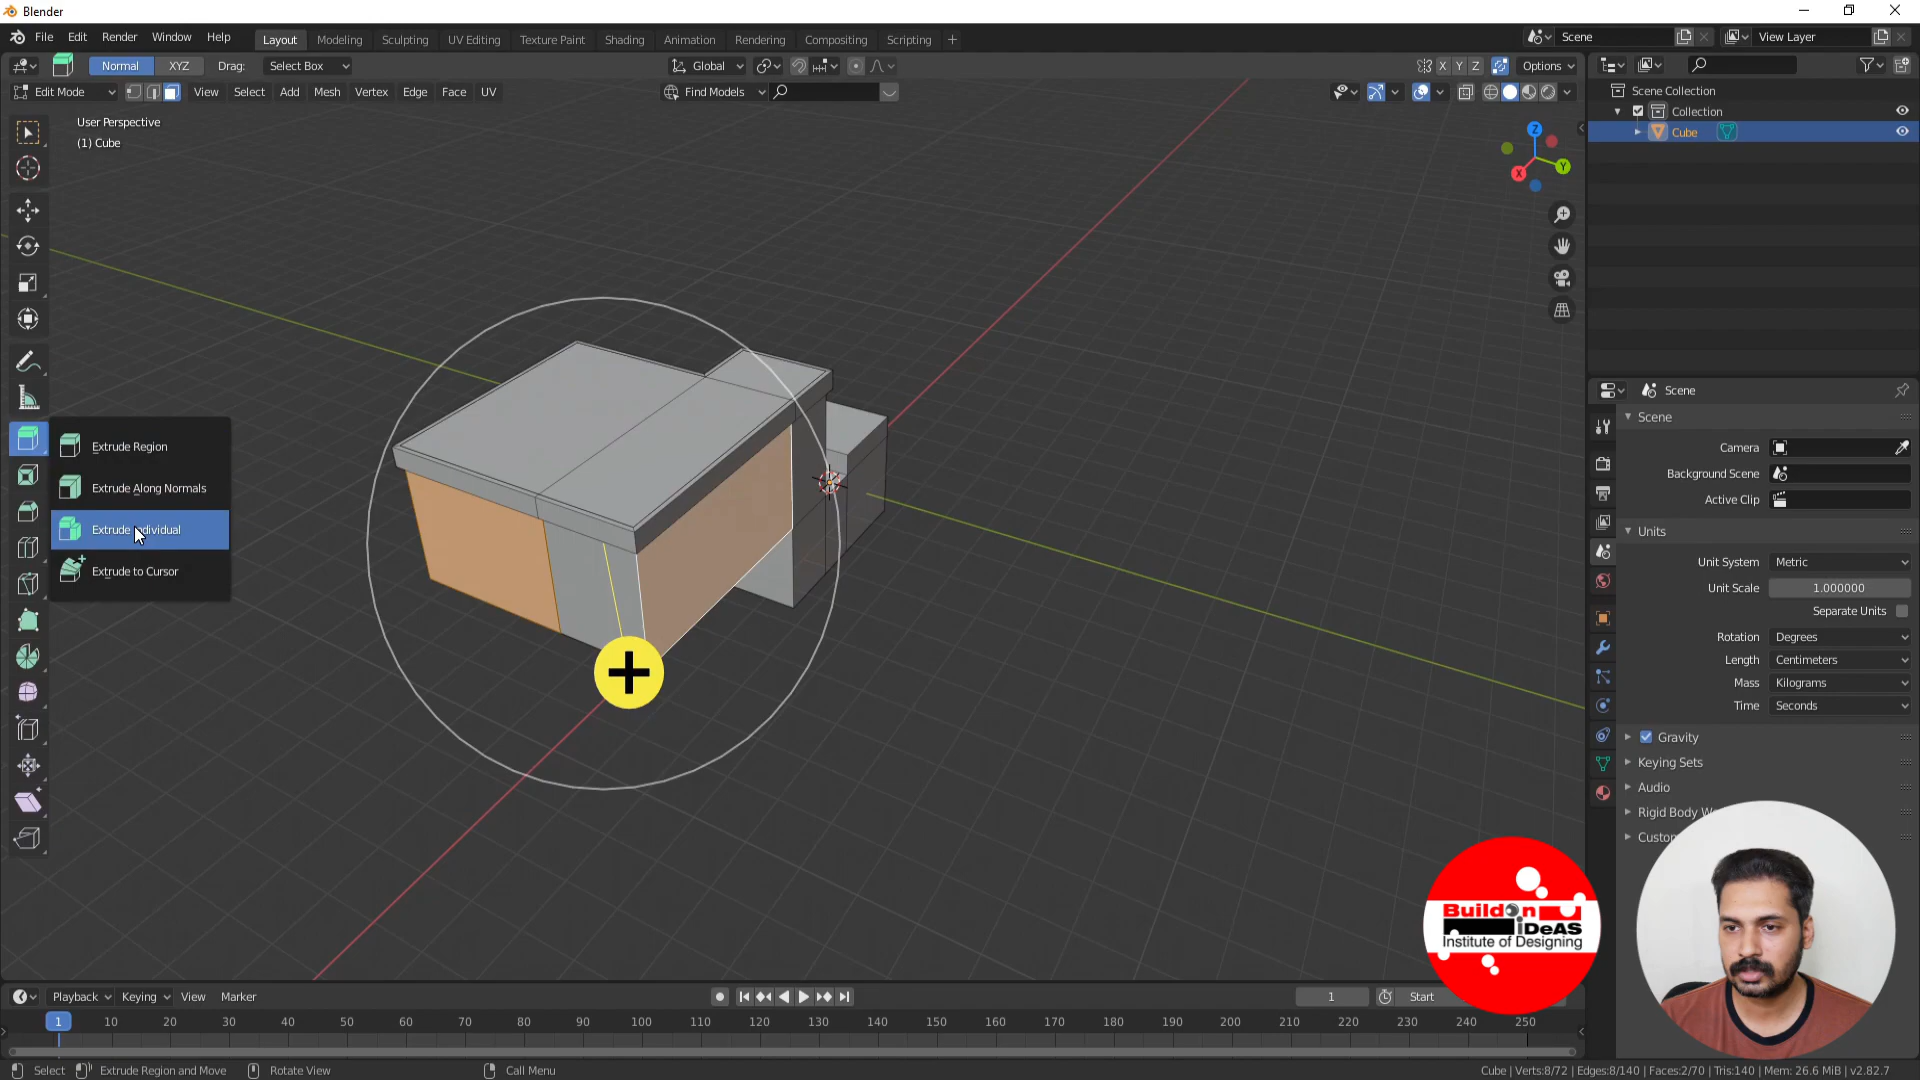 Blender
File Edit Render Window Help Layout Modeling Sculpting UV Editing Texture Paint Shading Animation Rendering Compositing Scripting Scene View Layer
Normal XYZ Drag: Select Box Global X Y Z Options
Edit Mode View Select Add Mesh Vertex Edge Face UV Find Models
User Perspective
(1) Cube
Scene Collection
Collection
Cube
Z
Y
X
Extrude Region
Extrude Along Normals
Extrude Individual
Extrude to Cursor
Scene
Scene
Camera
Background Scene
Active Clip
Units
Unit System Metric
Unit Scale 1.000000
Separate Units
Rotation Degrees
Length Centimeters
Mass Kilograms
Time Seconds
Gravity
Keying Sets
Audio
Rigid Body
Custo
Build on
iDeAS
Institute of Designing
Playback Keying View Marker 1 Start
1 10 20 30 40 50 60 70 80 90 100 110 120 130 140 150 160 170 180 190 200 210 220 230 240 250
Select Extrude Region and Move Rotate View Call Menu Cube | Verts:8/72 | Edges:8/140 | Faces:2/70 | Tris:140 | Mem: 26.6 MiB | v2.82.7